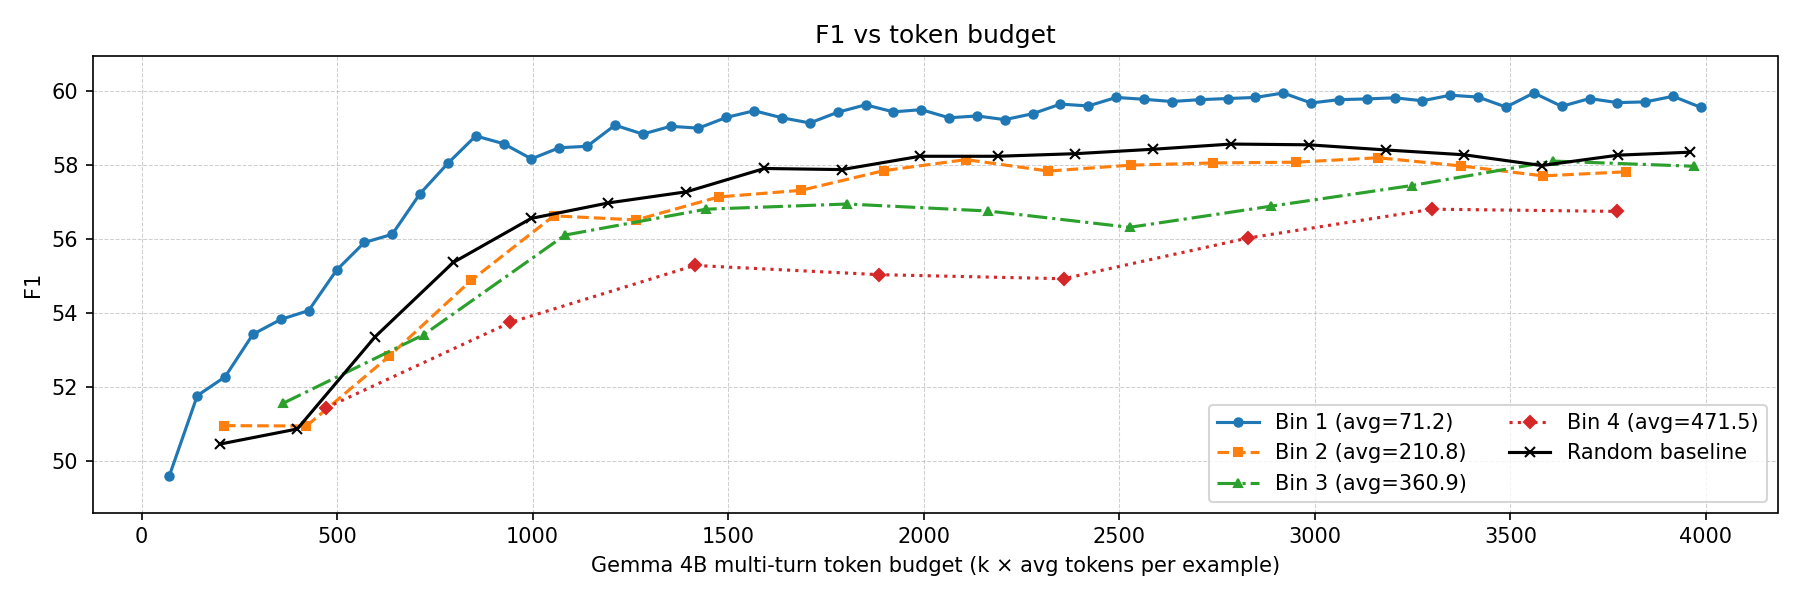 F1 vs token budget
F1
60
58
56
54
52
50
0 500 1000 1500 2000 2500 3000 3500 4000
Gemma 4B multi-turn token budget (k × avg tokens per example)
Bin 1 (avg=71.2)
Bin 2 (avg=210.8)
Bin 3 (avg=360.9)
Bin 4 (avg=471.5)
Random baseline